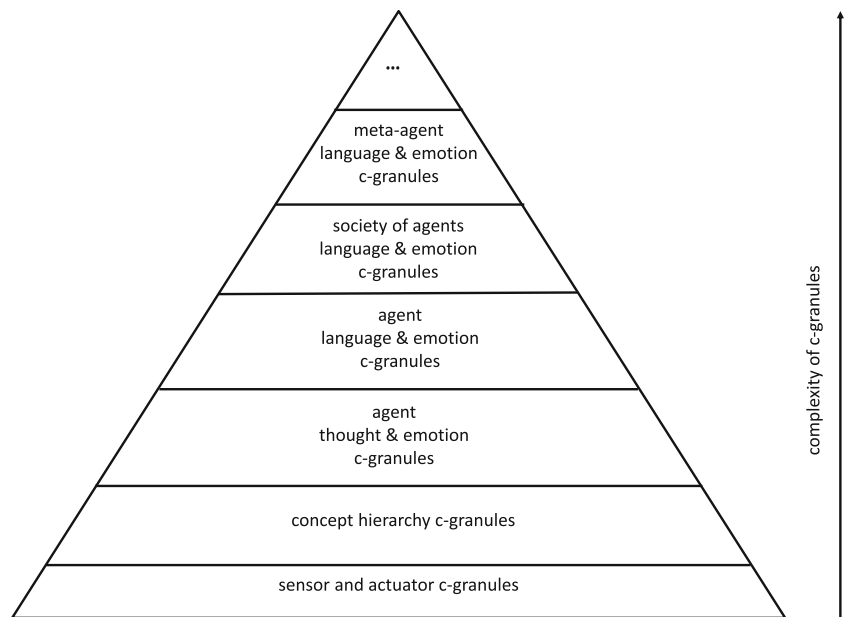 ...
meta-agent
language & emotion
c-granules
society of agents
language & emotion
c-granules
agent
language & emotion
c-granules
agent
thought & emotion
c-granules
concept hierarchy c-granules
sensor and actuator c-granules
complexity of c-granules